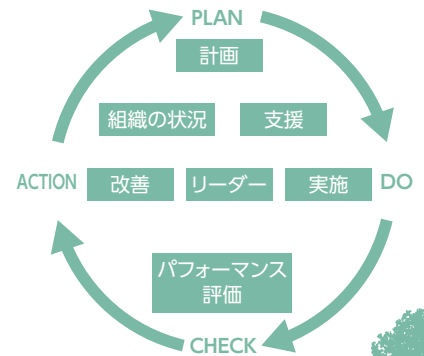 PLAN
計画
組織の状況 支援
ACTION 改善 リーダー 実施 DO
パフォーマンス
評価
CHECK